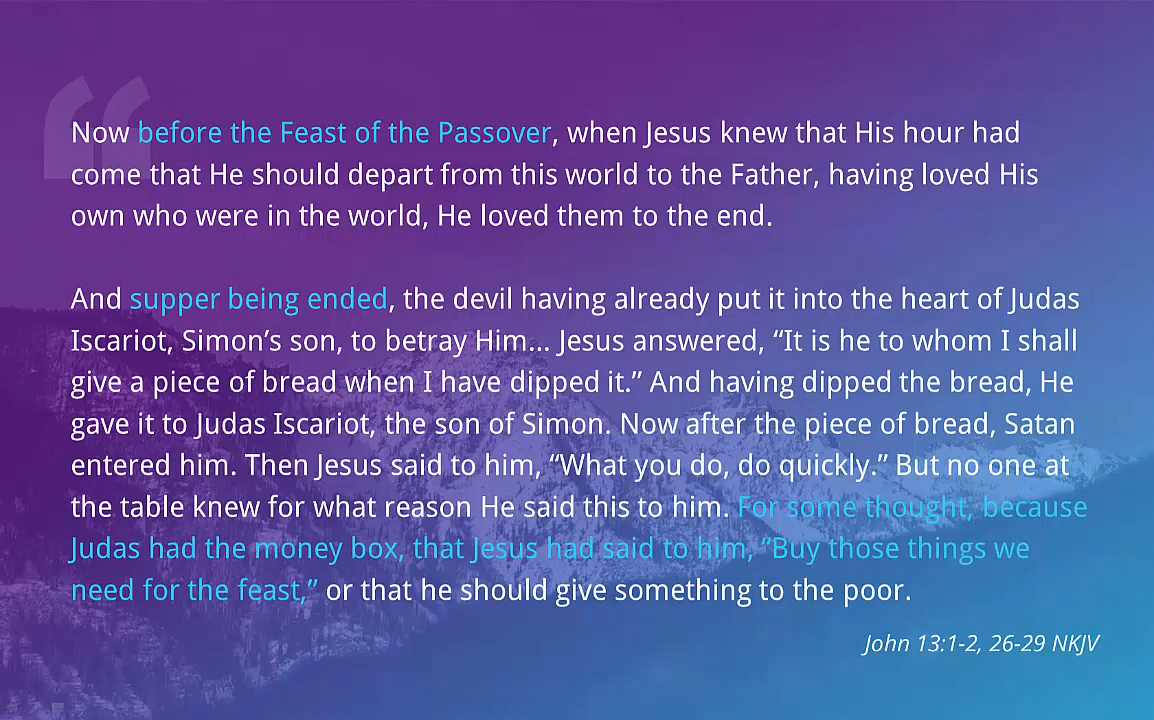 Now before the Feast of the Passover, when Jesus knew that His hour had
come that He should depart from this world to the Father, having loved His
own who were in the world, He loved them to the end.
And supper being ended, the devil having already put it into the heart of Judas
Iscariot, Simon’s son, to betray Him... Jesus answered, “It is he to whom I shall
give a piece of bread when I have dipped it.” And having dipped the bread, He
gave it to Judas Iscariot, the son of Simon. Now after the piece of bread, Satan
entered him. Then Jesus said to him, “What you do, do quickly.” But no one at
the table knew for what reason He said this to him. For some thought, because
Judas had the money box, that Jesus had said to him, “Buy those things we
need for the feast,” or that he should give something to the poor.
John 13:1-2, 26-29 NKJV